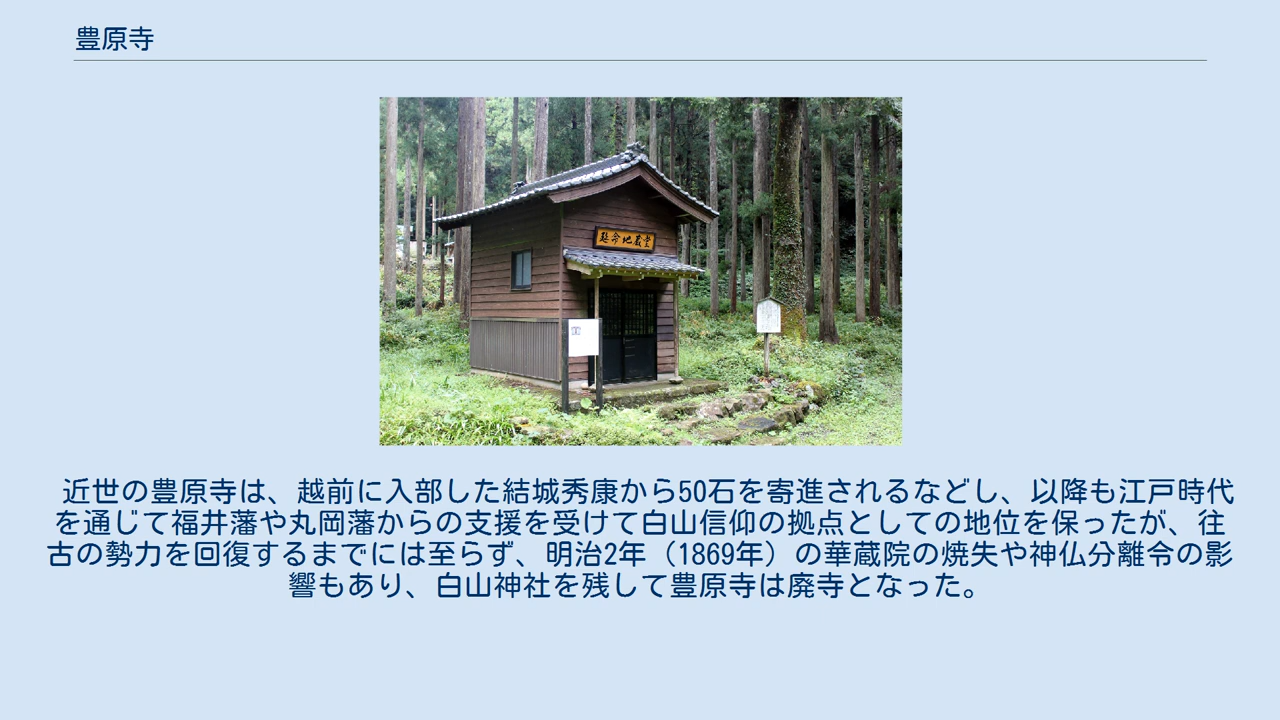 豊原寺
延命地蔵堂
近世の豊原寺は、越前に入部した結城秀康から50石を寄進されるなどし、以降も江戸時代
を通じて福井藩や丸岡藩からの支援を受けて白山信仰の拠点としての地位を保ったが、往
古の勢力を回復するまでには至らず、明治2年（1869年）の華蔵院の焼失や神仏分離令の影
響もあり、白山神社を残して豊原寺は廃寺となった。